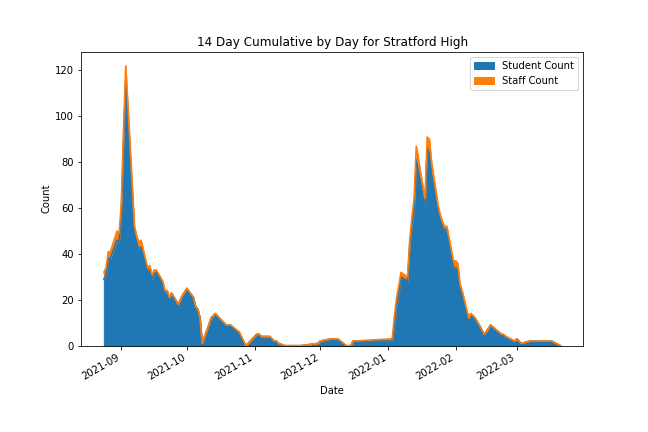 14 Day Cumulative by Day for Stratford High
Student Count
Staff Count
120
100
80
60
40
20
0
Count
2021-09
2021-10
2021-11
2021-12
2022-01
2022-02
2022-03
Date